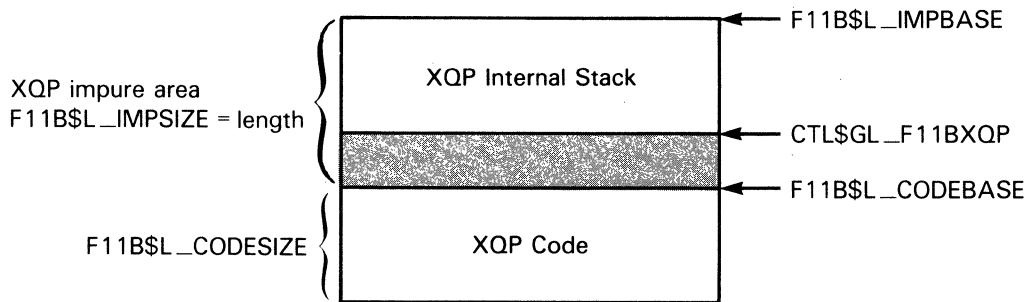 F11B$L_IMPBASE
XQP Internal Stack
XQP impure area
F11B$L_IMPSIZE = length
CTL$GL_F11BXQP
F11B$L_CODEBASE
F11B$L_CODESIZE
XQP Code